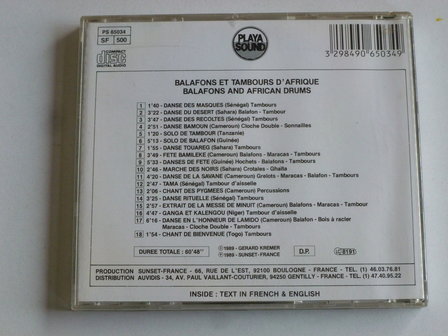 PS 65034
SF 500
COMPACT
disc
DIGITAL AUDIO
PLAYA
SOUND
3 298490 650349
BALAFONS ET TAMBOURS D'AFRIQUE
BALAFONS AND AFRICAN DRUMS
1 1'40 - DANSE DES MASQUES (Sénégal) Tambours
2 3'22 - DANSE DU DESERT (Sahara) Balafon - Tambour
3 3'47 - DANSE DES RECOLTES (Sénégal) Tambours
4 2'51 - DANSE BAMOUN (Cameroun) Cloche Double - Sonnailles
5 1'20 - SOLO DE TAMBOUR (Tanzanie)
6 5'13 - SOLO DE BALAFON (Guinée)
7 1'55 - DANSE TOUAREG (Sahara) Tambours
8 3'49 - FETE BAMILEKE (Cameroun) Balafons - Maracas - Tambours
9 5'33 - DANSES DE FETE (Guinée) Hochets - Balafon - Tambours
10 2'46 - MARCHE DES NOIRS (Sahara) Crotales - Ghaïta
11 4'20 - DANSE DE LA SAVANE (Cameroun) Grelots - Maracas - Balafon - Tambours
12 2'47 - TAMA (Sénégal) Tambour d'aisselle
13 2'06 - CHANT DES PYGMEES (Cameroun) Percussions
14 3'25 - DANSE RITUELLE (Sénégal) Tambours
15 2'57 - EXTRAIT DE LA MESSE DE MINUIT (Cameroun) Balafons - Maracas - Tambours
16 4'47 - GANGA ET KALENGOU (Niger) Tambour d'aisselle
17 6'16 - DANSE EN L'HONNEUR DE LAMIDO (Cameroun) Balafon - Bois à racler
Maracas - Cloche Double - Tambours
18 1'54 - CHANT DE BIENVENUE (Togo) Tambours
DUREE TOTALE : 60'48"
℗ 1989 - GERARD KREMER
© 1989 - SUNSET-FRANCE
D.P.
PRODUCTION SUNSET-FRANCE - 66, RUE DE L'EST, 92100 BOULOGNE - FRANCE - Tél. (1) 46.03.76.81
DISTRIBUTION AUVIDIS - 34, AV. PAUL VAILLANT-COUTURIER, 94250 GENTILLY - FRANCE - Tél. (1) 47.40.95.22
INSIDE : TEXT IN FRENCH & ENGLISH